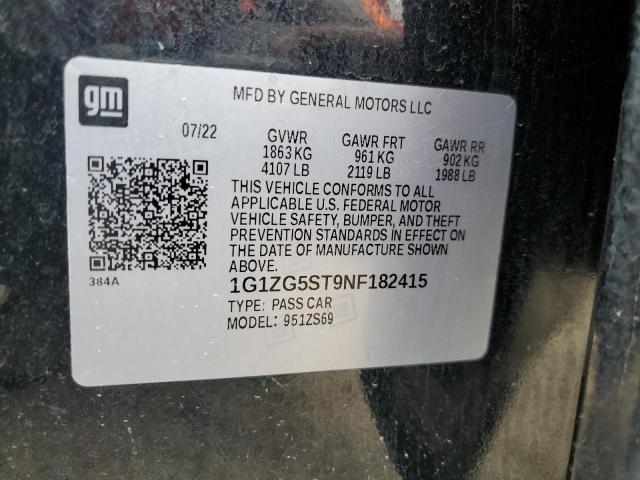 gm
MFD BY GENERAL MOTORS LLC
07/22 GVWR GAWR FRT GAWR RR
1863 KG 961 KG 902 KG
4107 LB 2119 LB 1988 LB
THIS VEHICLE CONFORMS TO ALL
APPLICABLE U.S. FEDERAL MOTOR
VEHICLE SAFETY, BUMPER, AND THEFT
PREVENTION STANDARDS IN EFFECT ON
THE DATE OF MANUFACTURE SHOWN
ABOVE.
384A
1G1ZG5ST9NF182415
TYPE: PASS CAR
MODEL: 951ZS69